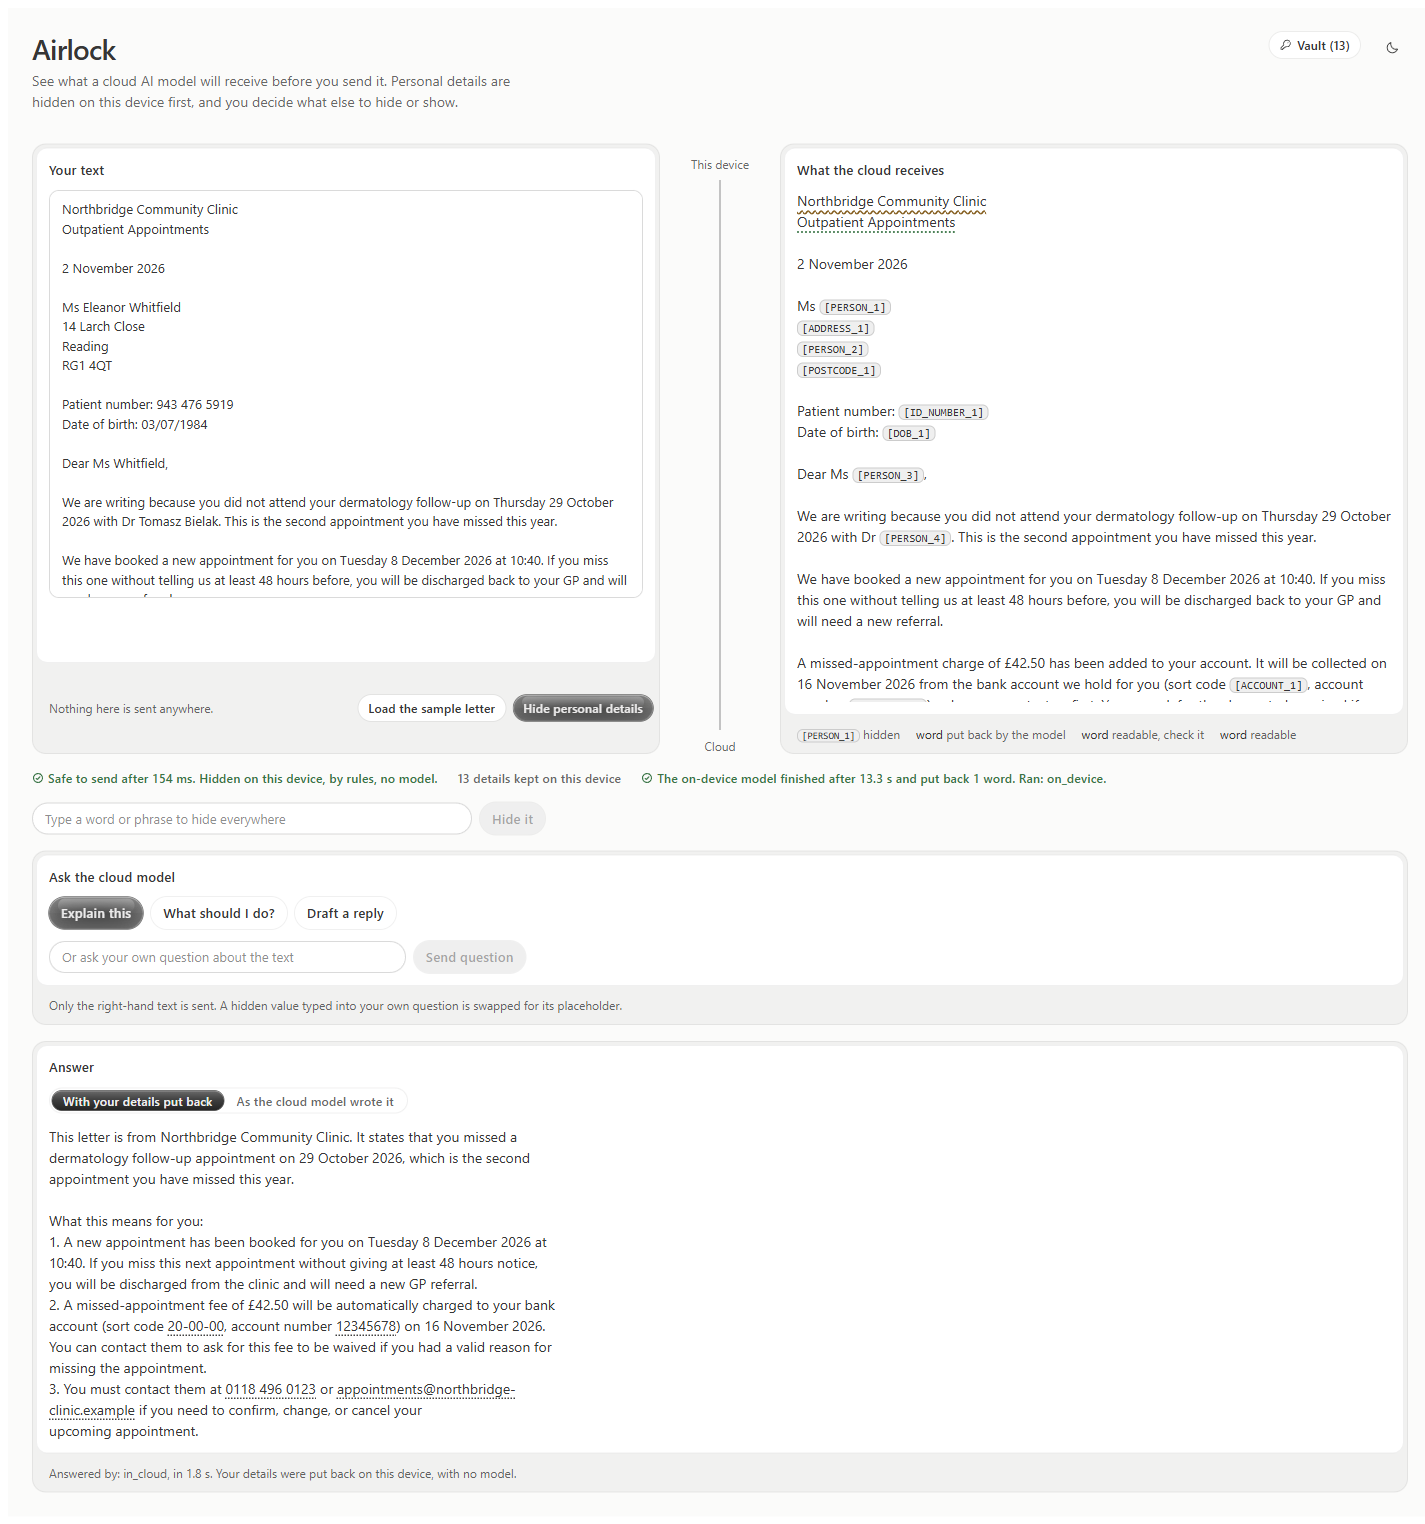 Airlock
Vault (13)
See what a cloud AI model will receive before you send it. Personal details are
hidden on this device first, and you decide what else to hide or show.
Your text
Northbridge Community Clinic
Outpatient Appointments
2 November 2026
Ms Eleanor Whitfield
14 Larch Close
Reading
RG1 4QT
Patient number: 943 476 5919
Date of birth: 03/07/1984
Dear Ms Whitfield,
We are writing because you did not attend your dermatology follow-up on Thursday 29 October
2026 with Dr Tomasz Bielak. This is the second appointment you have missed this year.
We have booked a new appointment for you on Tuesday 8 December 2026 at 10:40. If you miss
this one without telling us at least 48 hours before, you will be discharged back to your GP and will
Nothing here is sent anywhere.
Load the sample letter
Hide personal details
This device
Cloud
What the cloud receives
Northbridge Community Clinic
Outpatient Appointments
2 November 2026
Ms [PERSON_1]
[ADDRESS_1]
[PERSON_2]
[POSTCODE_1]
Patient number: [ID_NUMBER_1]
Date of birth: [DOB_1]
Dear Ms [PERSON_3],
We are writing because you did not attend your dermatology follow-up on Thursday 29 October
2026 with Dr [PERSON_4]. This is the second appointment you have missed this year.
We have booked a new appointment for you on Tuesday 8 December 2026 at 10:40. If you miss
this one without telling us at least 48 hours before, you will be discharged back to your GP and
will need a new referral.
A missed-appointment charge of £42.50 has been added to your account. It will be collected on
16 November 2026 from the bank account we hold for you (sort code [ACCOUNT_1], account
[PERSON_1] hidden word put back by the model word readable, check it word readable
Safe to send after 154 ms. Hidden on this device, by rules, no model. 13 details kept on this device The on-device model finished after 13.3 s and put back 1 word. Ran: on_device.
Type a word or phrase to hide everywhere
Hide it
Ask the cloud model
Explain this
What should I do?
Draft a reply
Or ask your own question about the text
Send question
Only the right-hand text is sent. A hidden value typed into your own question is swapped for its placeholder.
Answer
With your details put back
As the cloud model wrote it
This letter is from Northbridge Community Clinic. It states that you missed a
dermatology follow-up appointment on 29 October 2026, which is the second
appointment you have missed this year.
What this means for you:
1. A new appointment has been booked for you on Tuesday 8 December 2026 at
10:40. If you miss this next appointment without giving at least 48 hours notice,
you will be discharged from the clinic and will need a new GP referral.
2. A missed-appointment fee of £42.50 will be automatically charged to your bank
account (sort code 20-00-00, account number 12345678) on 16 November 2026.
You can contact them to ask for this fee to be waived if you had a valid reason for
missing the appointment.
3. You must contact them at 0118 496 0123 or appointments@northbridge-
clinic.example if you need to confirm, change, or cancel your
upcoming appointment.
Answered by: in_cloud, in 1.8 s. Your details were put back on this device, with no model.